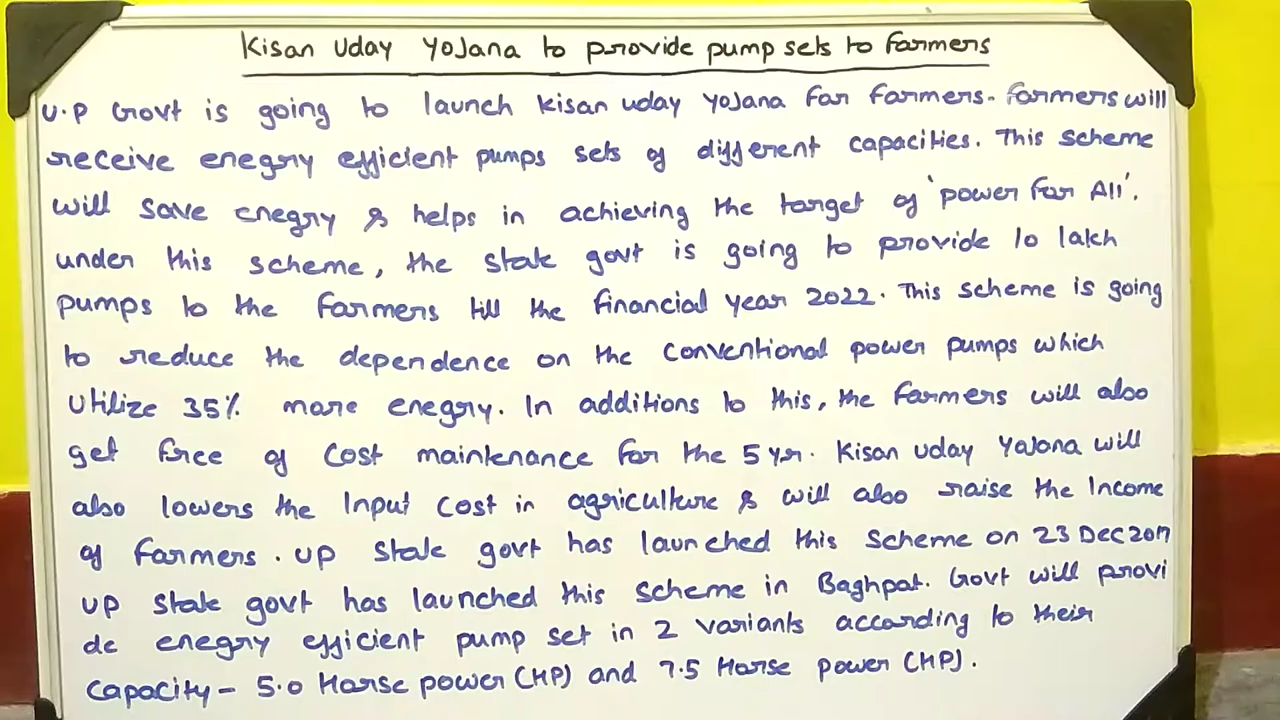 Kisan Uday Yojana to provide pump sets to farmers
U.P Govt is going to launch kisan uday yojana for farmers. farmers will
receive enegry efficient pumps sets of different capacities. This scheme
will save enegry & helps in achieving the target of 'power for All'.
under this scheme, the state govt is going to provide 10 lakh
pumps to the farmers till the financial year 2022. This scheme is going
to reduce the dependence on the conventional power pumps which
utilize 35% more enegry. In additions to this, the farmers will also
get free of cost maintenance for the 5 yr. Kisan uday Yojana will
also lowers the Input cost in agriculture & will also raise the Income
of farmers. UP state govt has launched this scheme on 23 Dec 2017
UP state govt has launched this scheme in Baghpat. Govt will provi
de enegry efficient pump set in 2 variants according to their
capacity - 5.0 Horse power (HP) and 7.5 Horse power (HP).